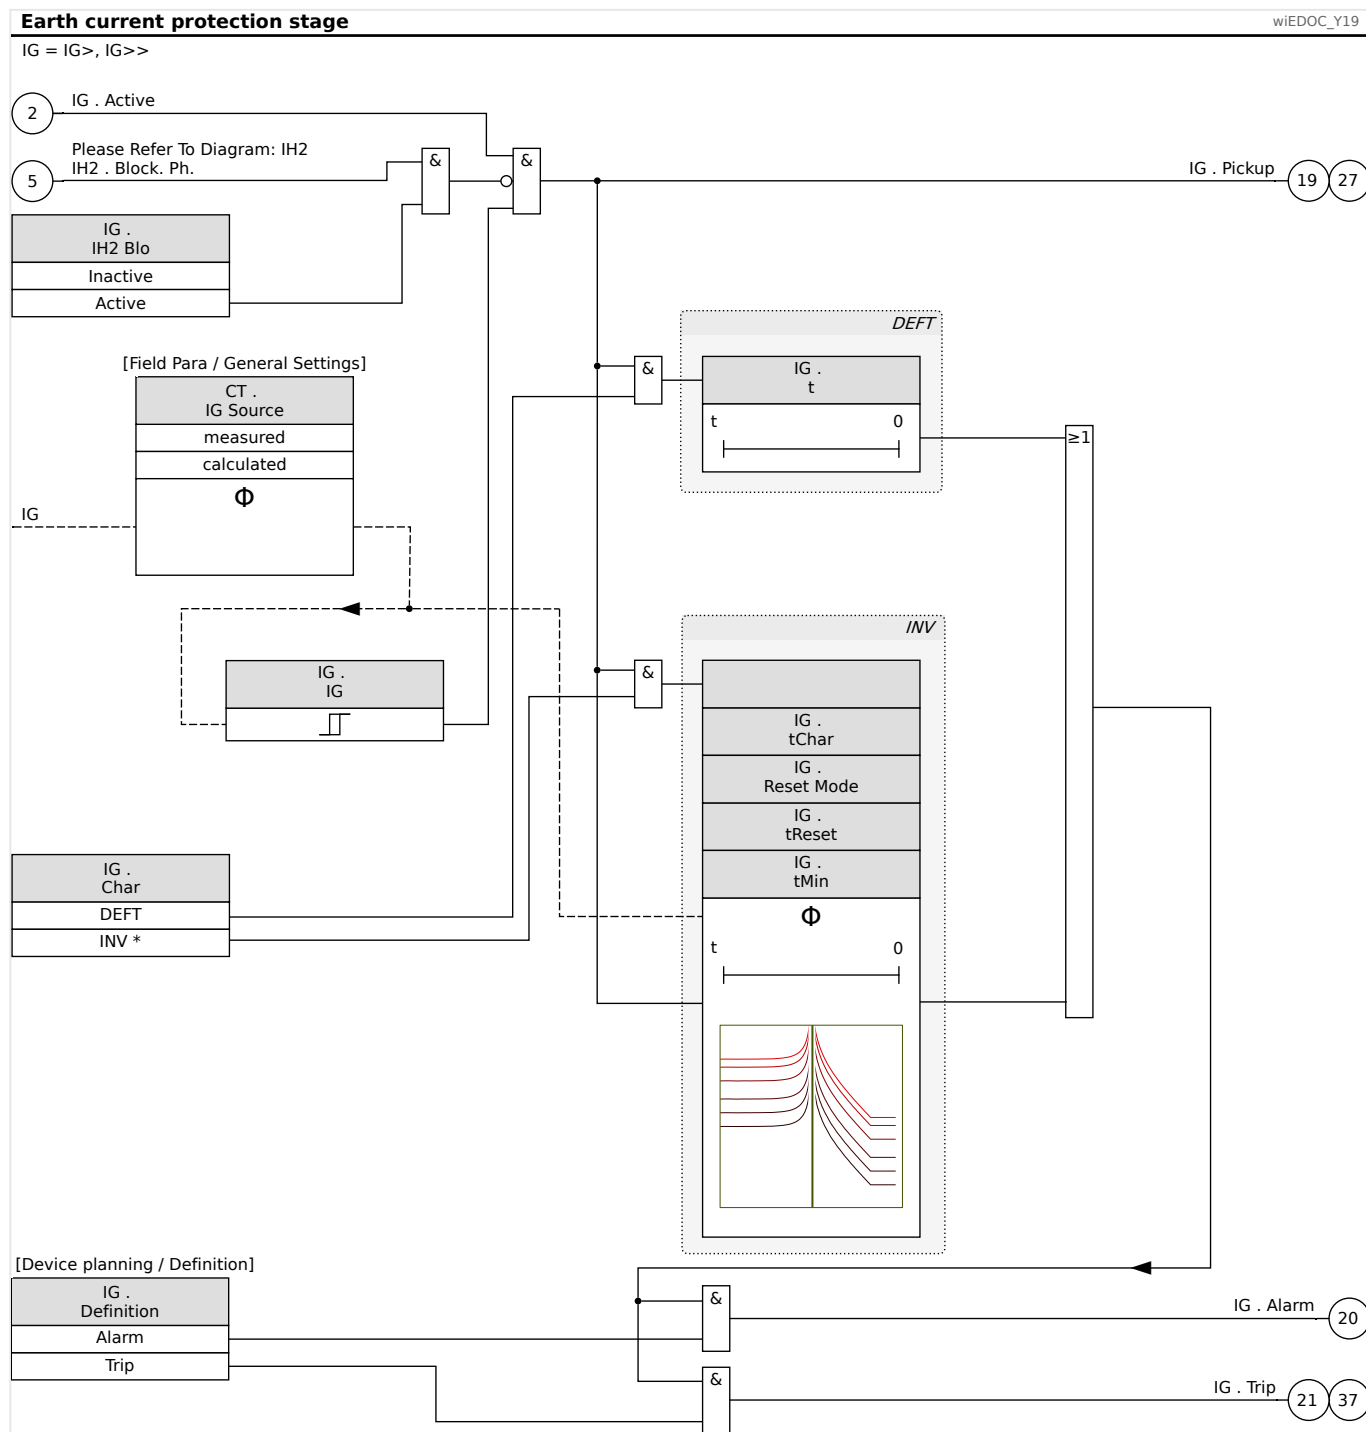 Earth current protection stage
wiEDOC_Y19
IG = IG>, IG>>
2
IG . Active
5
Please Refer To Diagram: IH2
IH2 . Block. Ph.
&
&
IG . Pickup
19
27
IG .
IH2 Blo
Inactive
Active
DEFT
[Field Para / General Settings]
CT .
IG Source
measured
calculated
Φ
IG
&
IG .
t
t
0
≥1
INV
IG .
IG
&
IG .
tChar
IG .
Reset Mode
IG .
tReset
IG .
tMin
Φ
t
0
IG .
Char
DEFT
INV *
[Device planning / Definition]
IG .
Definition
Alarm
Trip
&
IG . Alarm
20
&
IG . Trip
21
37